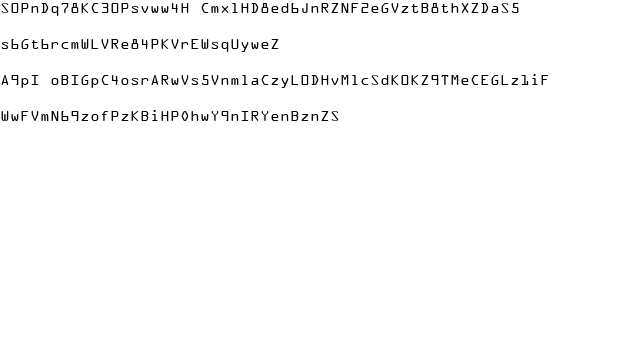 SOPnDq78KC3OPsvww4H CmxlHD8ed6JnRZNF2eGVztB8thXZDaS5
s6Gt6rcmWLVRe84PKVrEWsqUyweZ
A9pI oBIGpC4osrARwVs5VnmlaCzyLODHvMlcSdKOKZ9TMeCEGLz1iF
WwFVmN69zofPzKBiHP0hwY9nIRYenBznZS